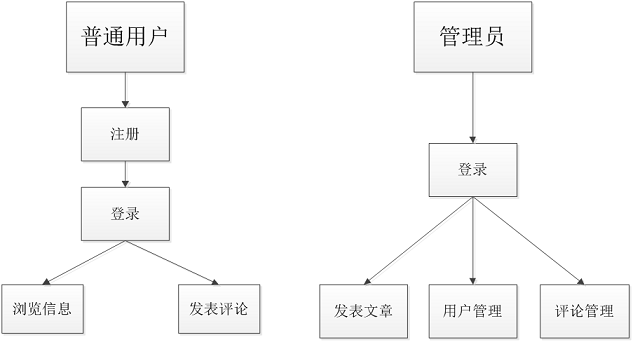 普通用户
管理员
注册
登录
登录
浏览信息
发表评论
发表文章
用户管理
评论管理